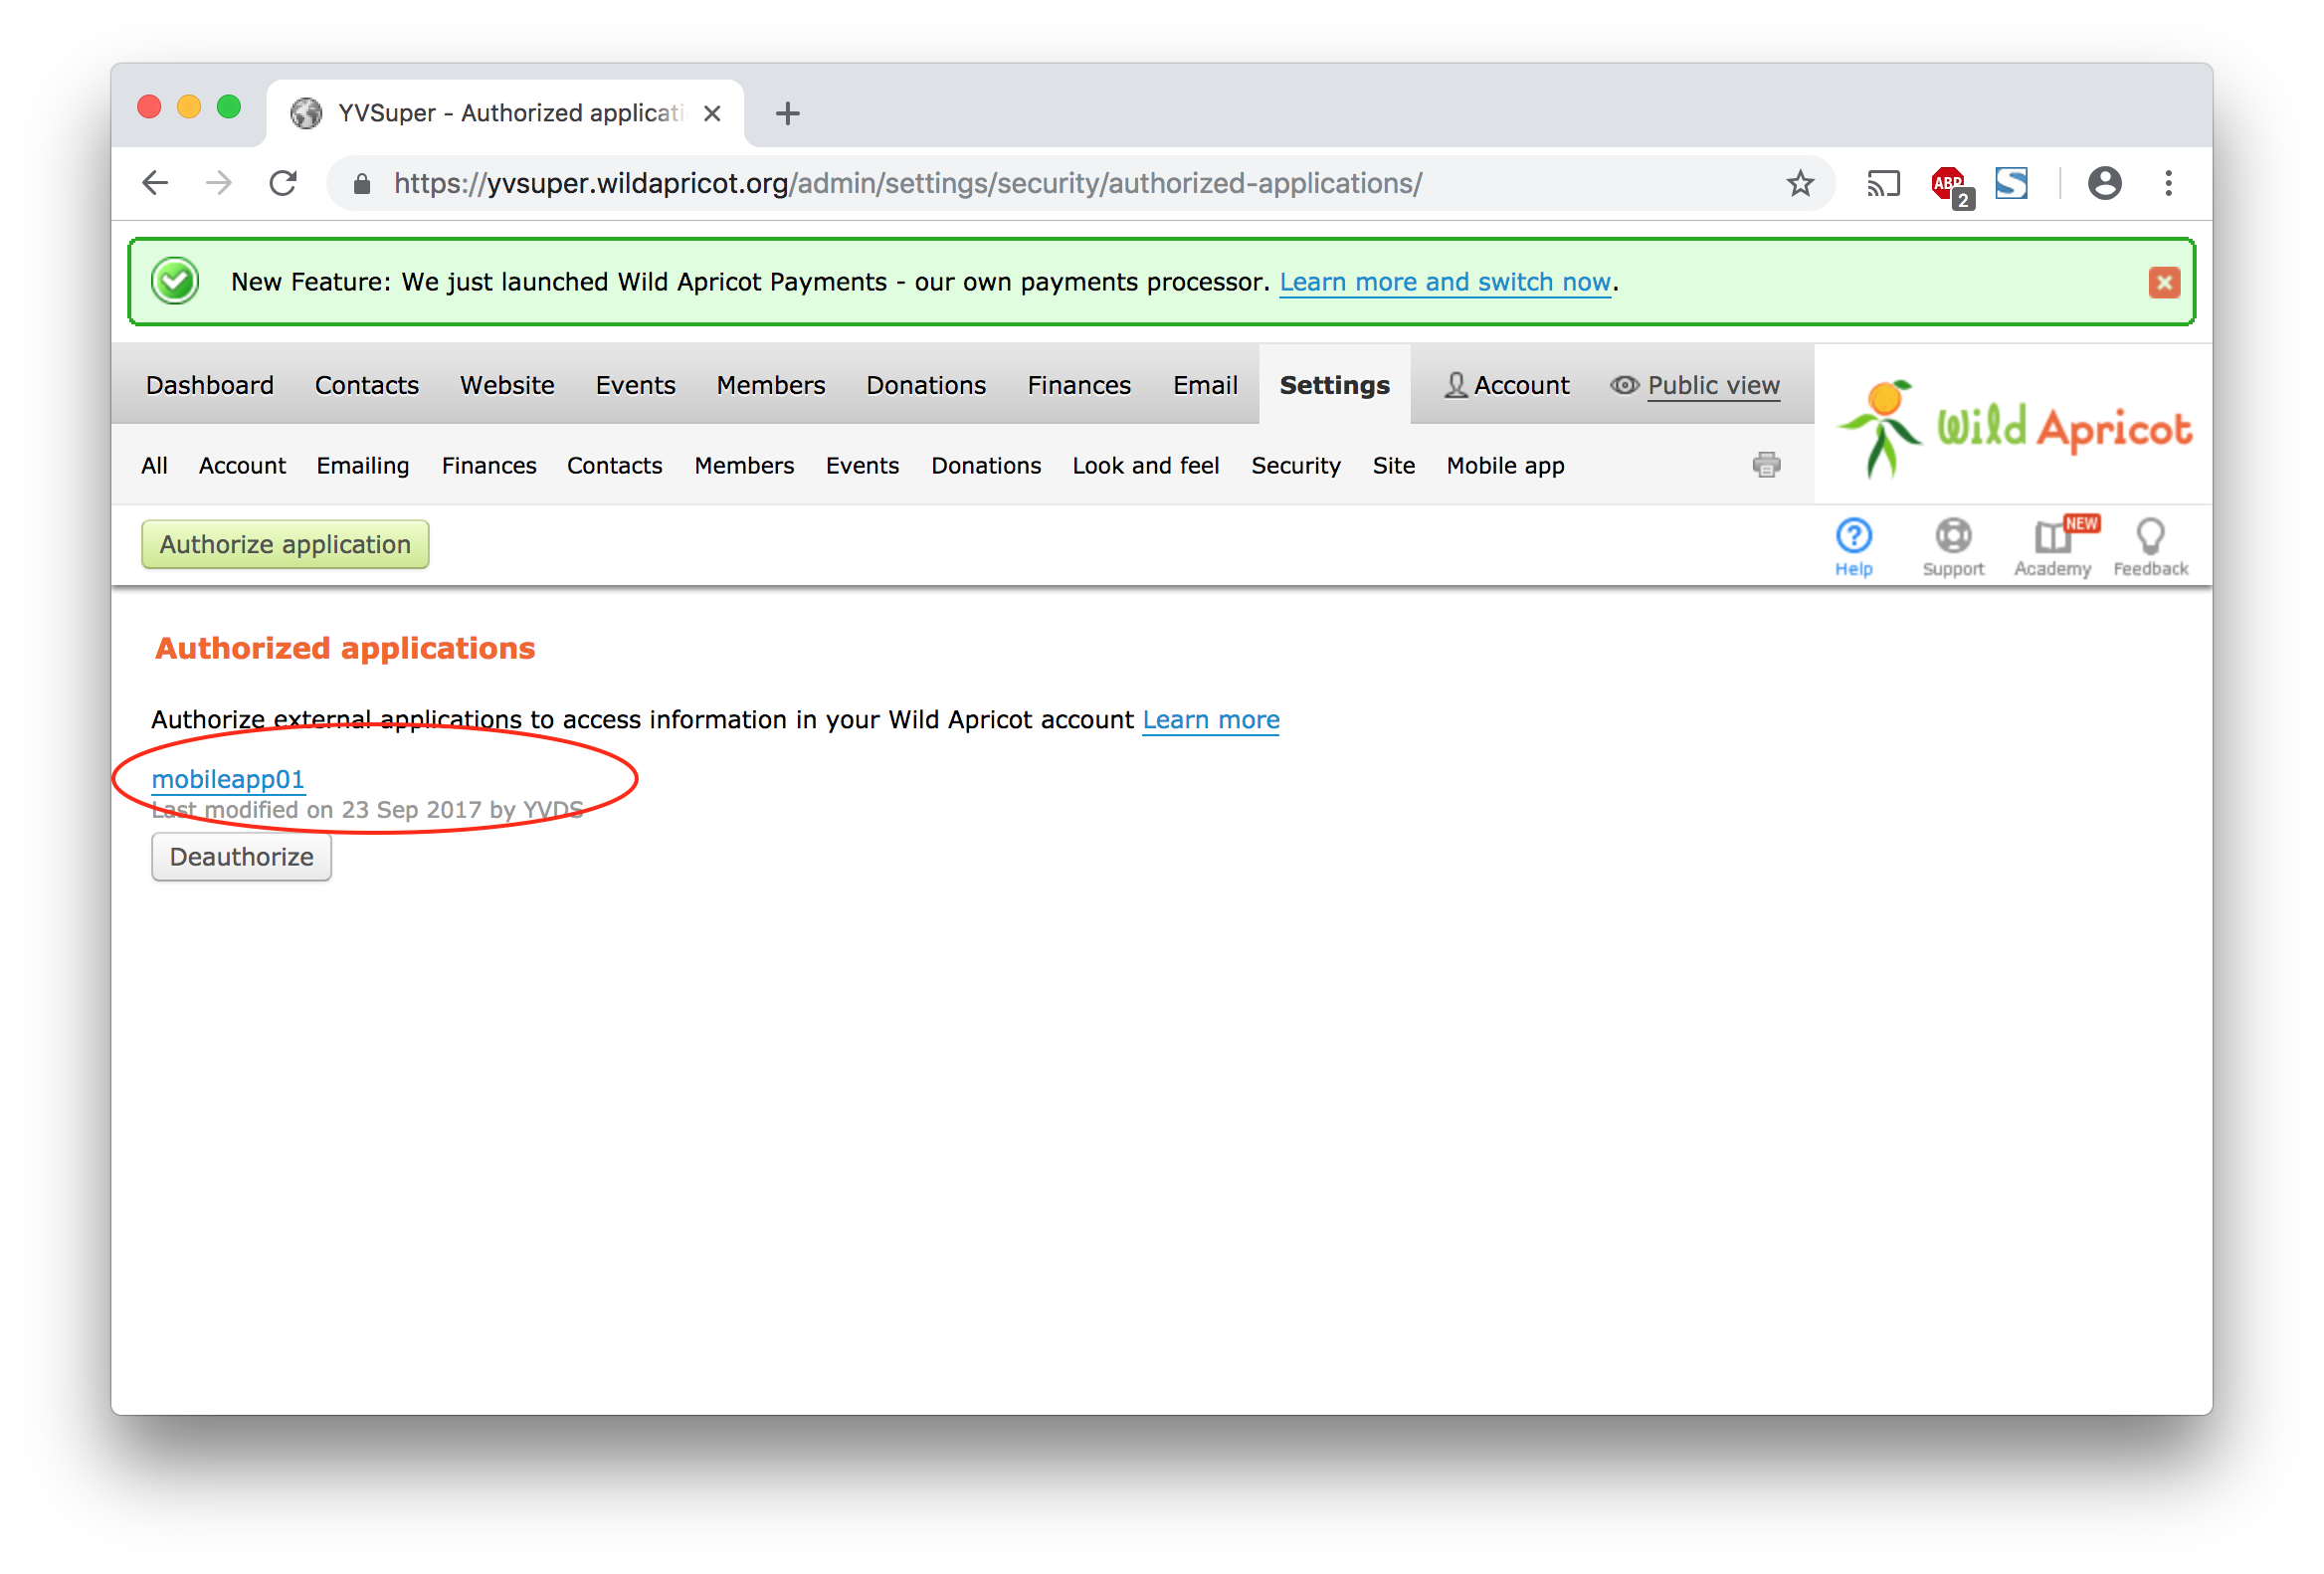 YVSuper - Authorized applicati
https://yvsuper.wildapricot.org/admin/settings/security/authorized-applications/
ABP
2
New Feature: We just launched Wild Apricot Payments - our own payments processor. Learn more and switch now.
Dashboard Contacts Website Events Members Donations Finances Email Settings Account Public view
Wild Apricot
All Account Emailing Finances Contacts Members Events Donations Look and feel Security Site Mobile app
Authorize application
NEW
Help Support Academy Feedback
Authorized applications
Authorize external applications to access information in your Wild Apricot account Learn more
mobileapp01
Last modified on 23 Sep 2017 by YVDS
Deauthorize